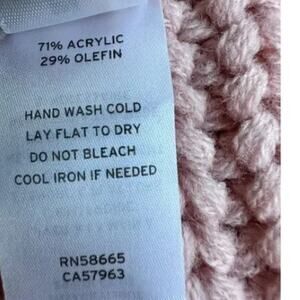 71% ACRYLIC
29% OLEFIN
HAND WASH COLD
LAY FLAT TO DRY
DO NOT BLEACH
COOL IRON IF NEEDED
RN58665
CA57963